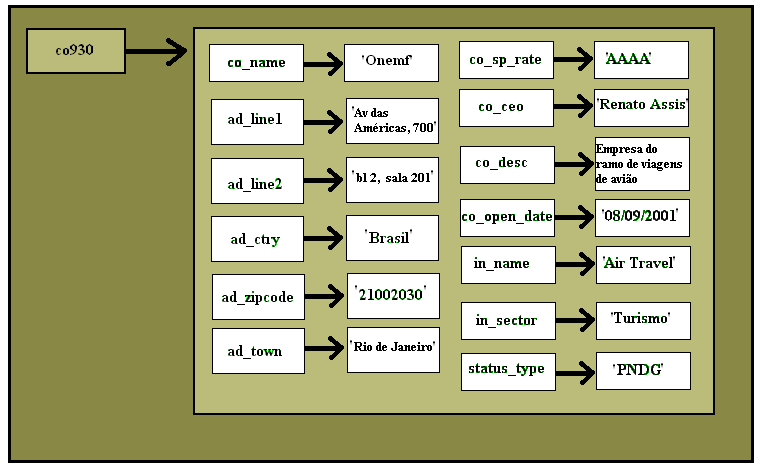 co930
co_name
'Onemf'
ad_line1
'Av das
Américas, 700'
ad_line2
'bl 2, sala 201'
ad_ctry
'Brasil'
ad_zipcode
'21002030'
ad_town
'Rio de Janeiro'
co_sp_rate
'AAAA'
co_ceo
'Renato Assis'
co_desc
Empresa do
ramo de viagens
de avião
co_open_date
'08/09/2001'
in_name
'Air Travel'
in_sector
'Turismo'
status_type
'PNDG'